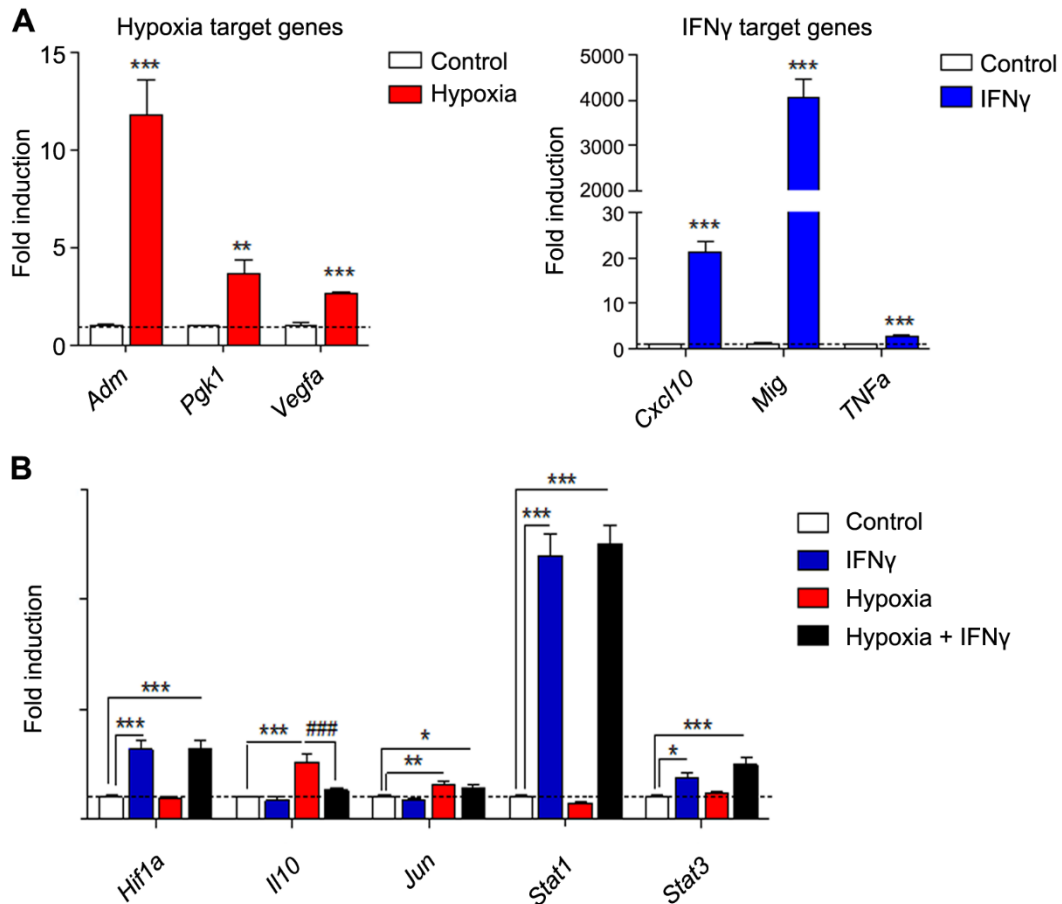 A
Hypoxia target genes
Fold induction
15
10
5
0
***
**
***
Control
Hypoxia
Adm
Pgk1
Vegfa
IFNγ target genes
Fold induction
5000
4000
3000
2000
30
20
10
0
***
***
***
Control
IFNγ
Cxcl10
Mig
TNFa
B
Fold induction
***
***
***
###
*
**
***
***
***
*
Control
IFNγ
Hypoxia
Hypoxia + IFNγ
Hif1a
Il10
Jun
Stat1
Stat3